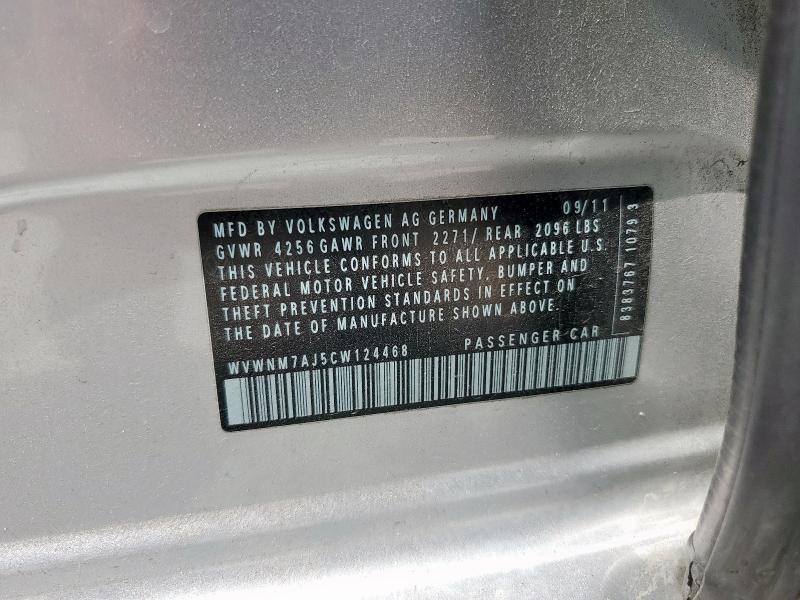 MFD BY VOLKSWAGEN AG GERMANY 09/11
GVWR 4256 GAWR FRONT 2271/ REAR 2096 LBS
THIS VEHICLE CONFORMS TO ALL APPLICABLE U.S.
FEDERAL MOTOR VEHICLE SAFETY, BUMPER AND
THEFT PREVENTION STANDARDS IN EFFECT ON
THE DATE OF MANUFACTURE SHOWN ABOVE.
WVWNM7AJ5CW124468 PASSENGER CAR
8383767 10793